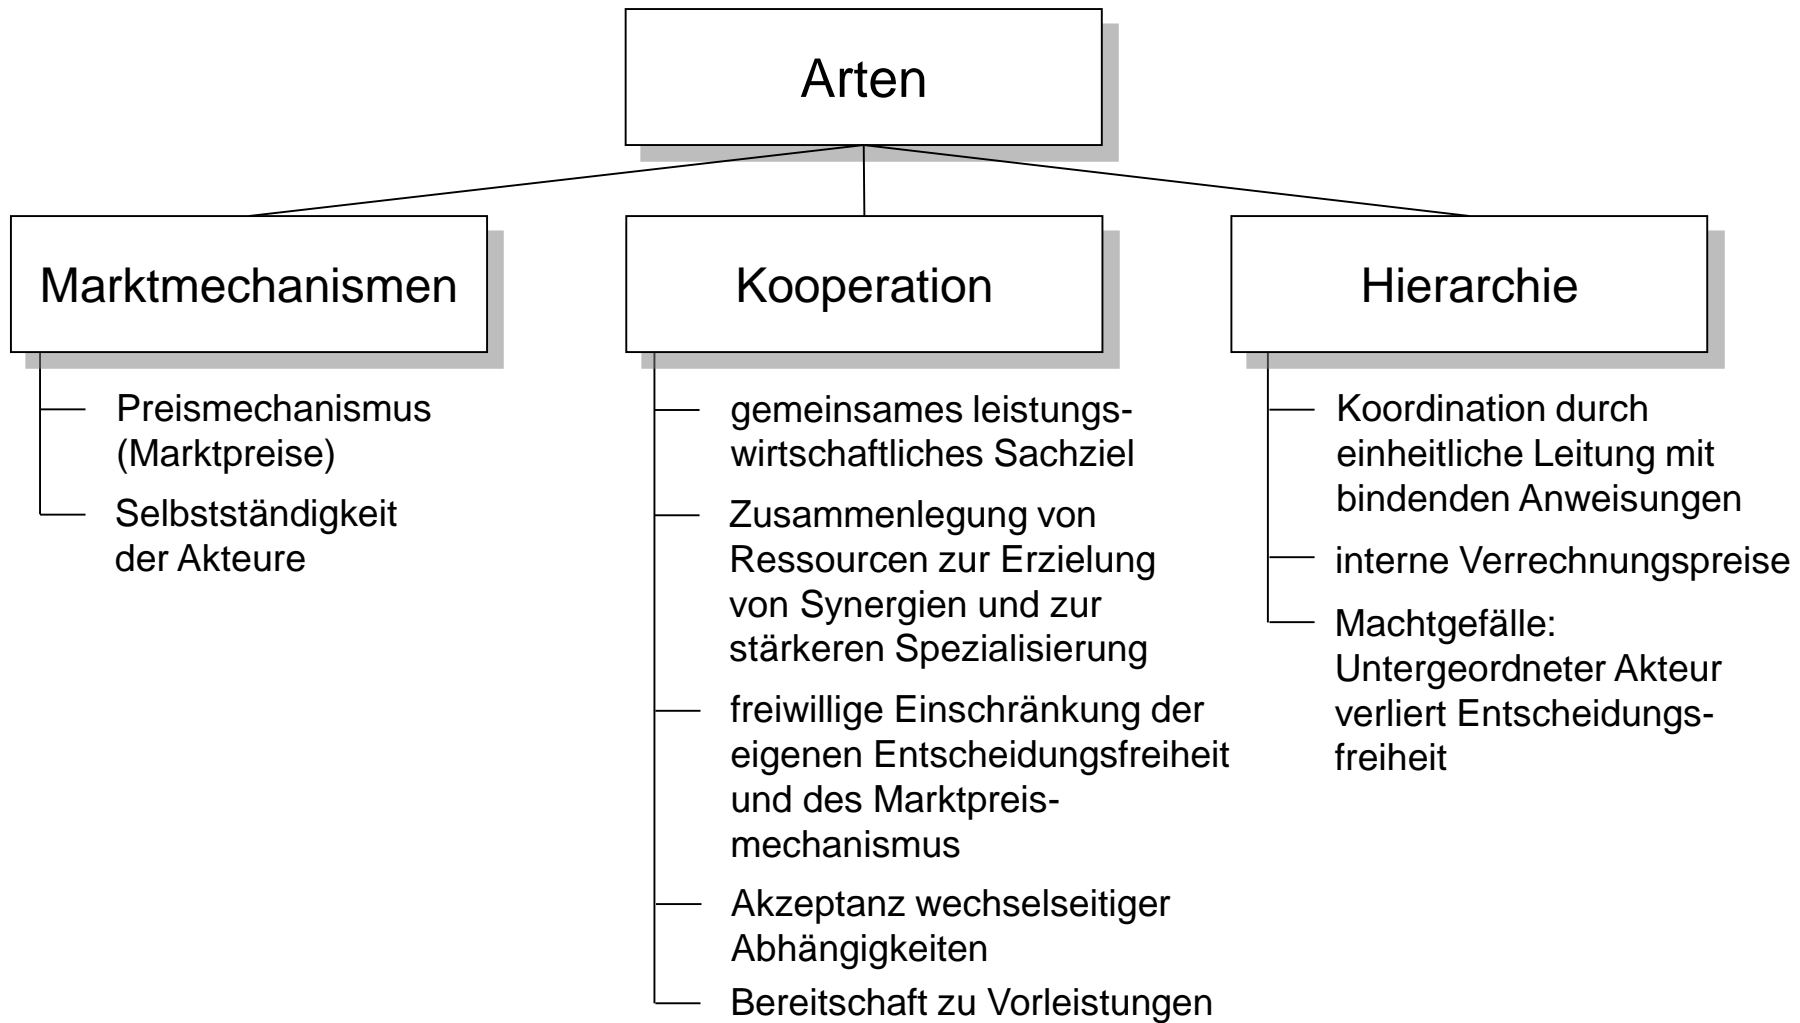 Arten
Marktmechanismen
Preismechanismus
(Marktpreise)
Selbstständigkeit
der Akteure
Kooperation
gemeinsames leistungs-
wirtschaftliches Sachziel
Zusammenlegung von
Ressourcen zur Erzielung
von Synergien und zur
stärkeren Spezialisierung
freiwillige Einschränkung der
eigenen Entscheidungsfreiheit
und des Marktpreis-
mechanismus
Akzeptanz wechselseitiger
Abhängigkeiten
Bereitschaft zu Vorleistungen
Hierarchie
Koordination durch
einheitliche Leitung mit
bindenden Anweisungen
interne Verrechnungspreise
Machtgefälle:
Untergeordneter Akteur
verliert Entscheidungs-
freiheit